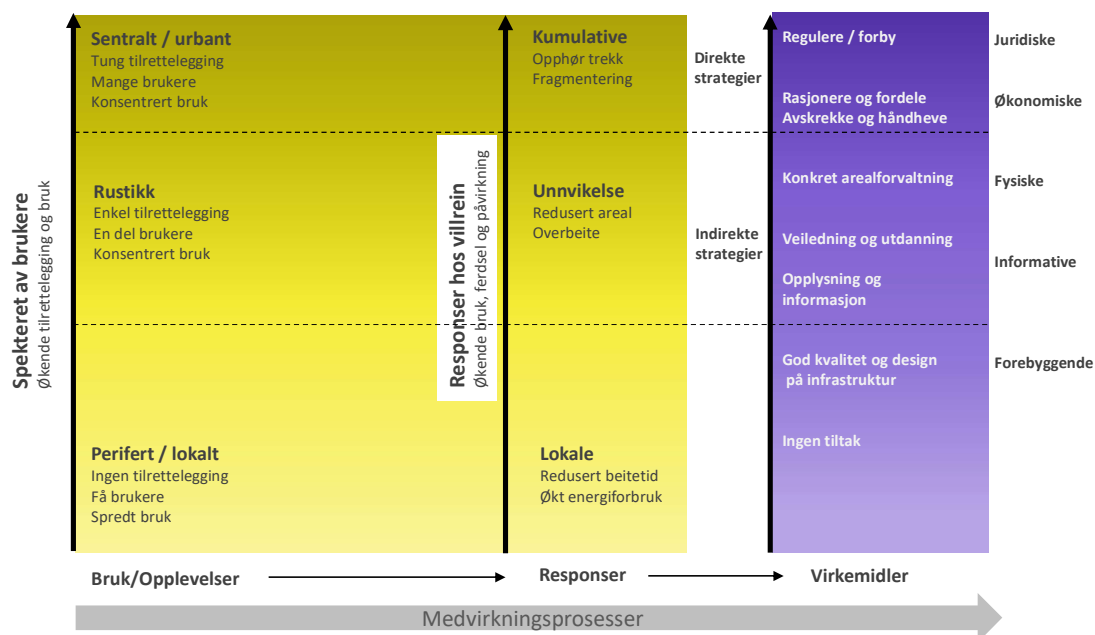 Spekteret av brukere
Økende tilrettelegging og bruk
Sentralt / urbant
Tung tilrettelegging
Mange brukere
Konsentrert bruk
Rustikk
Enkel tilrettelegging
En del brukere
Konsentrert bruk
Perifert / lokalt
Ingen tilrettelegging
Få brukere
Spredt bruk
Responser hos villrein
Økende bruk, ferdsel og påvirkning
Kumulative
Opphør trekk
Fragmentering
Unnvikelse
Redusert areal
Overbeite
Lokale
Redusert beitetid
Økt energiforbruk
Direkte
strategier
Indirekte
strategier
Regulere / forby
Rasjonere og fordele
Avskrekke og håndheve
Konkret arealforvaltning
Veiledning og utdanning
Opplysning og
informasjon
God kvalitet og design
på infrastruktur
Ingen tiltak
Juridiske
Økonomiske
Fysiske
Informative
Forebyggende
Bruk/Opplevelser
Responser
Virkemidler
Medvirkningsprosesser